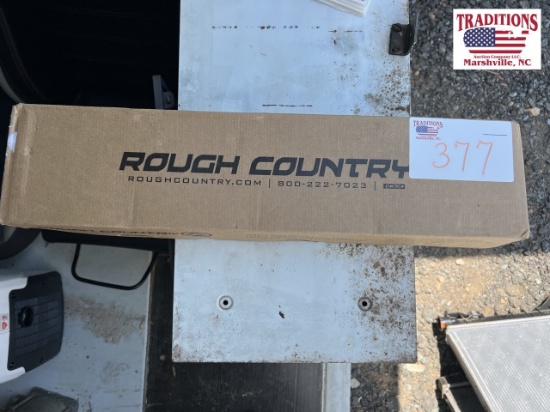 TRADITIONS
Auction Company LLC.
Marshville, NC
TRADITIONS
377
ROUGH COUNTRY
ROUGHCOUNTRY.COM | 800-222-7023 |